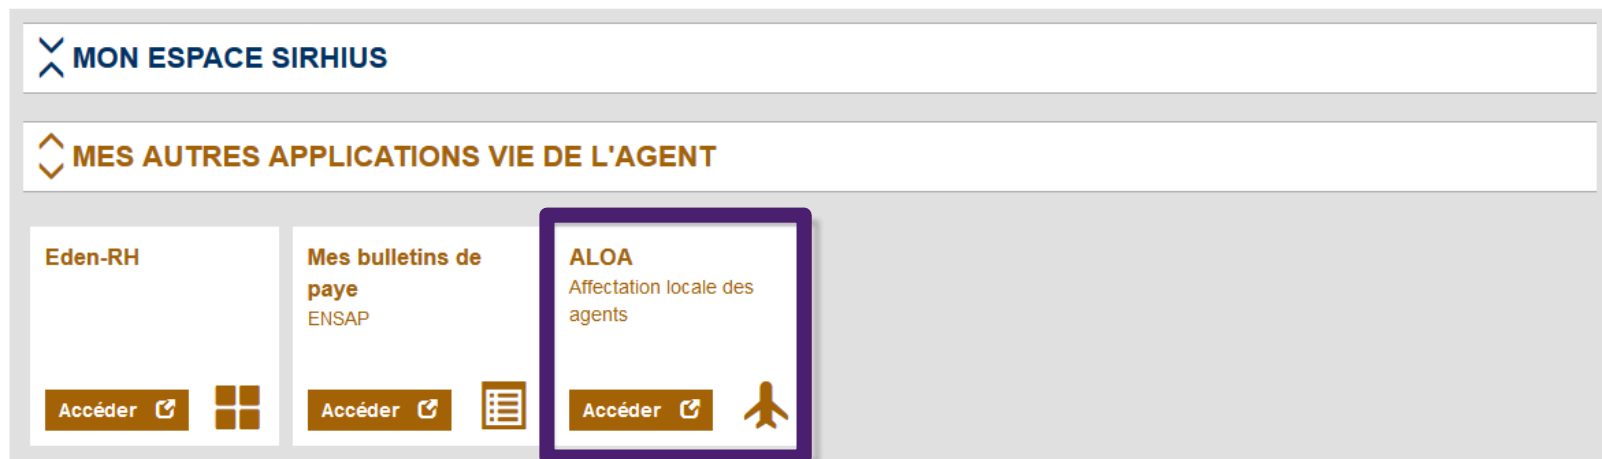 MON ESPACE SIRHIUS
MES AUTRES APPLICATIONS VIE DE L'AGENT
Eden-RH
Accéder
Mes bulletins de
paye
ENSAP
Accéder
ALOA
Affectation locale des
agents
Accéder